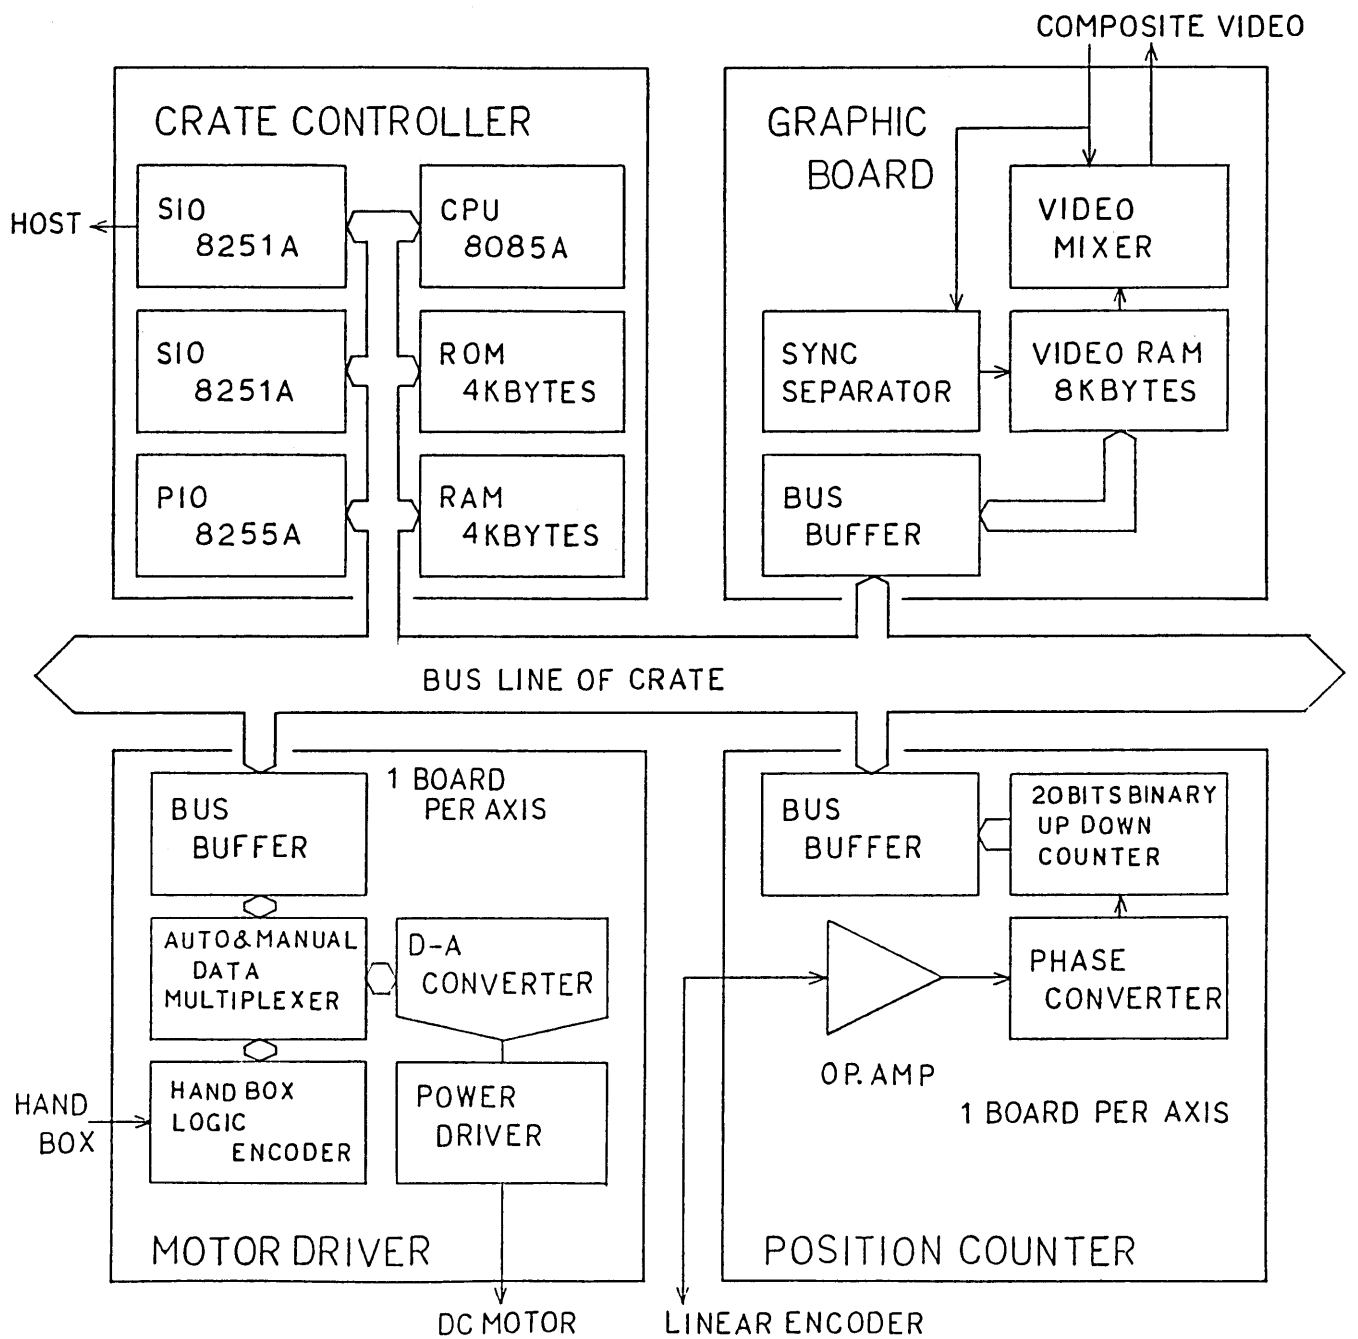 COMPOSITE VIDEO
CRATE CONTROLLER
SIO
8251A
CPU
8085A
HOST
SIO
8251A
ROM
4KBYTES
PIO
8255A
RAM
4KBYTES
GRAPHIC
BOARD
VIDEO
MIXER
SYNC
SEPARATOR
VIDEO RAM
8KBYTES
BUS
BUFFER
BUS LINE OF CRATE
1 BOARD
PER AXIS
BUS
BUFFER
AUTO&MANUAL
DATA
MULTIPLEXER
D-A
CONVERTER
HAND
BOX
HAND BOX
LOGIC
ENCODER
POWER
DRIVER
MOTOR DRIVER
DC MOTOR
BUS
BUFFER
20BITS BINARY
UP DOWN
COUNTER
OP.AMP
PHASE
CONVERTER
1 BOARD PER AXIS
POSITION COUNTER
LINEAR ENCODER